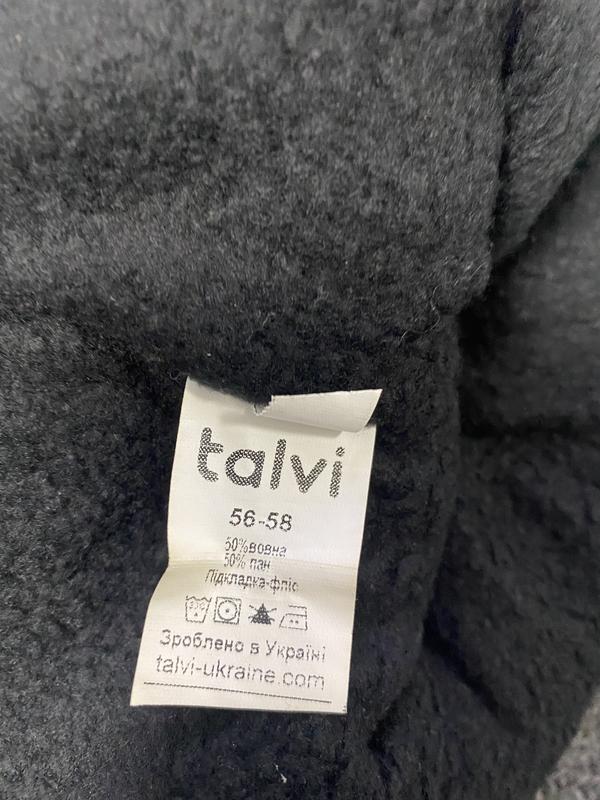 talvi
56-58
50%вовна
50% пан
Підкладка-фліс
Зроблено в Україні
talvi-ukraine.com